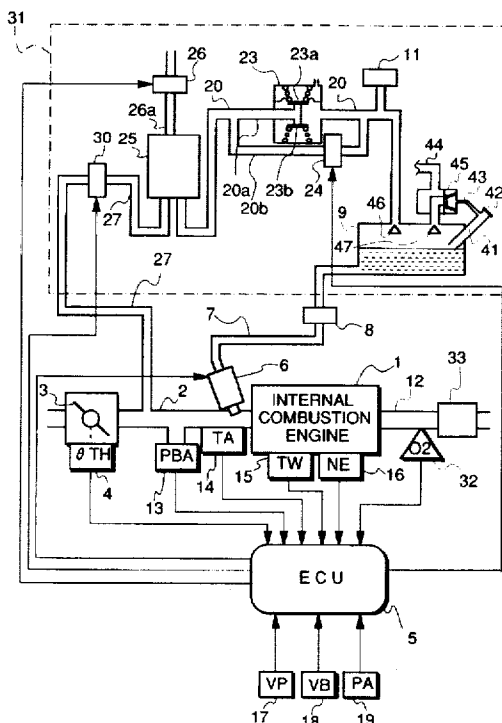 31
26
23
23a
11
26
20
20
26a
25
30
44
45
43
42
27
20a
20b
23b
24
9
46
47
41
27
7
8
6
1
3
2
12
33
INTERNAL
COMBUSTION
ENGINE
θTH
PBA
TA
TW
NE
O2
4
13
14
15
16
32
ECU
5
VP
VB
PA
17
18
19